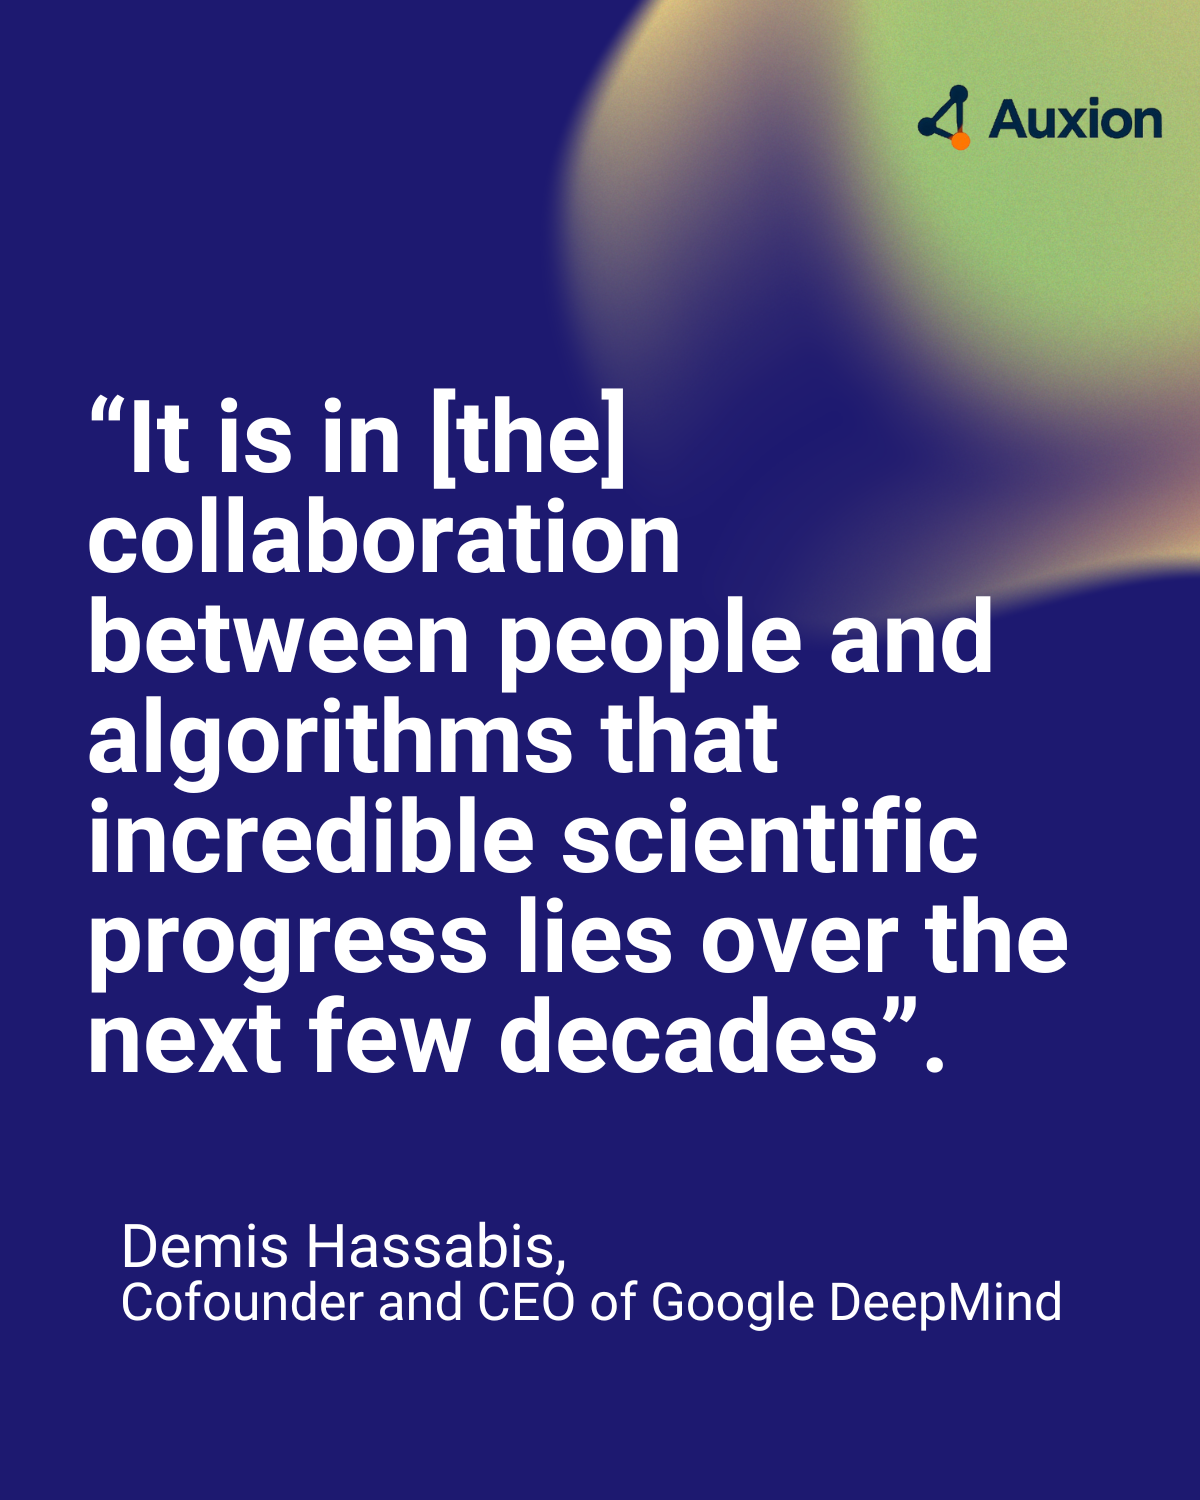 Auxion
“It is in [the]
collaboration
between people and
algorithms that
incredible scientific
progress lies over the
next few decades”.
Demis Hassabis,
Cofounder and CEO of Google DeepMind